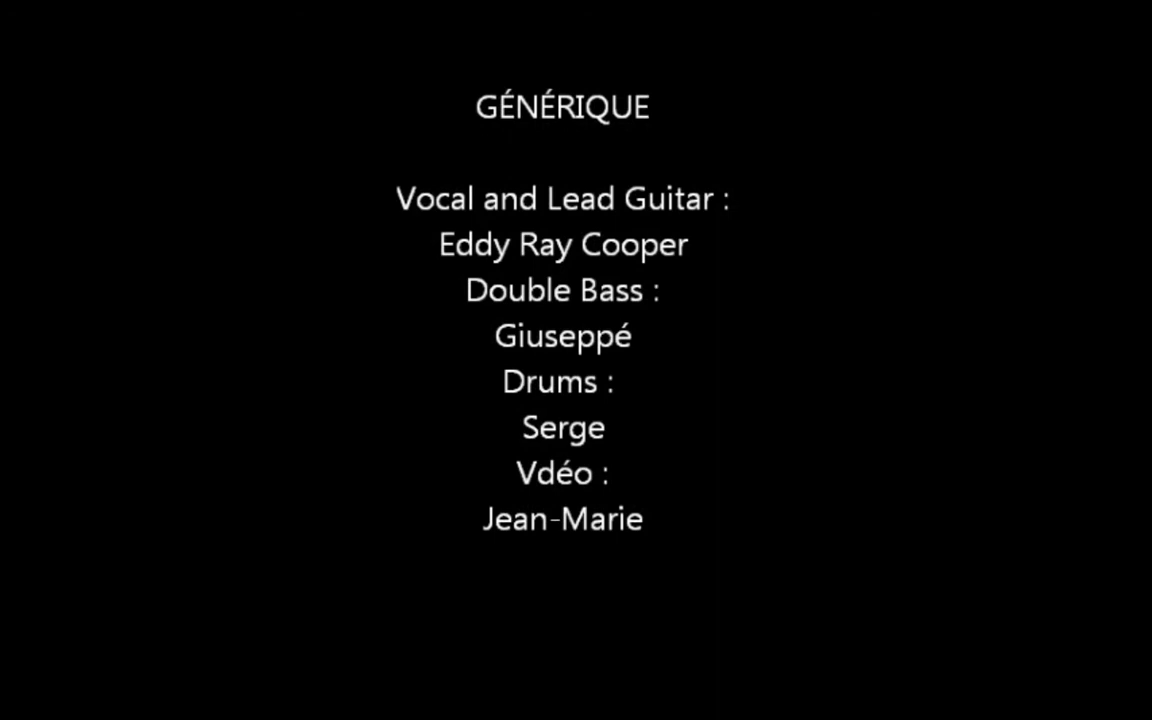 GÉNÉRIQUE
Vocal and Lead Guitar :
Eddy Ray Cooper
Double Bass :
Giuseppé
Drums :
Serge
Vdéo :
Jean-Marie